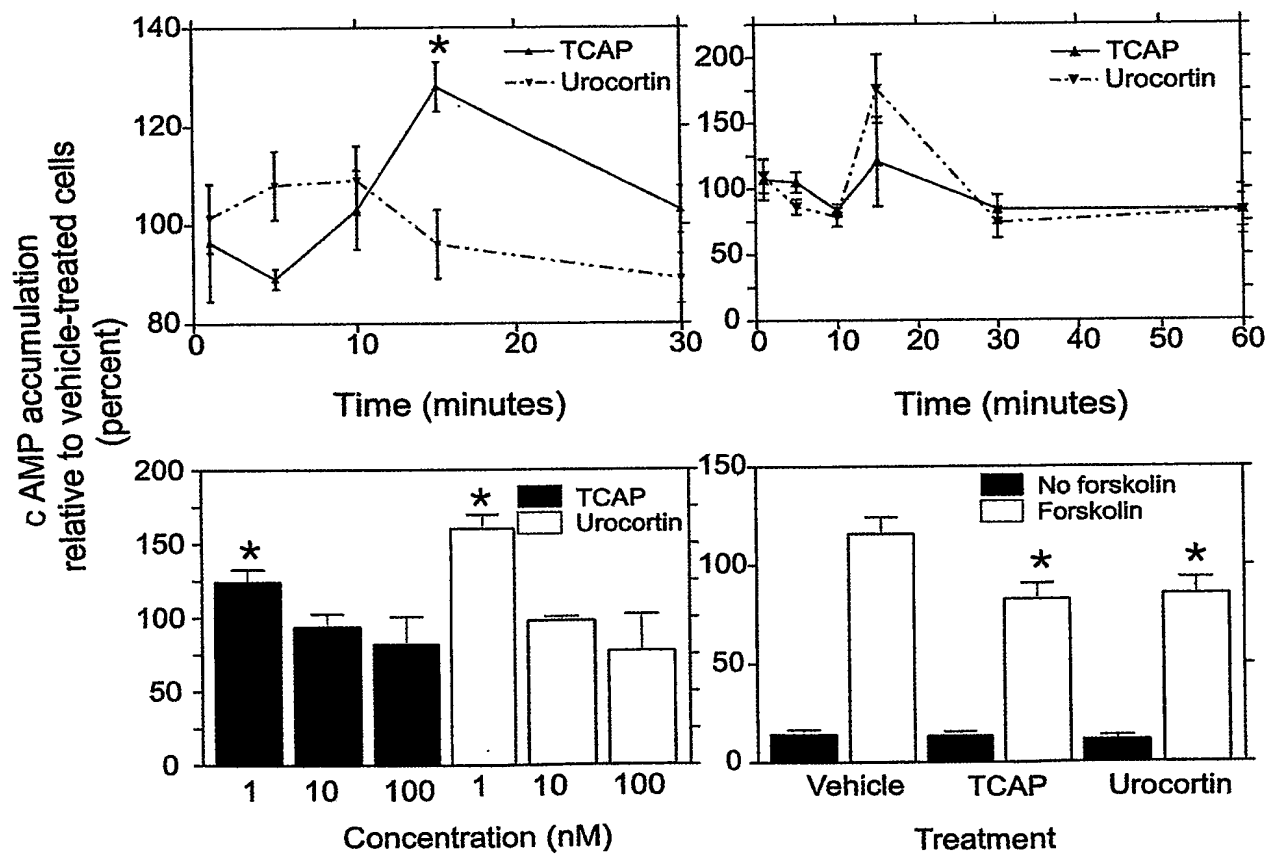 c AMP accumulation
relative to vehicle-treated cells
(percent)
140
120
100
80
*
TCAP
Urocortin
0 10 20 30
Time (minutes)
200
150
100
50
0
TCAP
Urocortin
0 10 20 30 40 50 60
Time (minutes)
200
150
100
50
0
* *
TCAP
Urocortin
1 10 100 1 10 100
Concentration (nM)
150
100
50
0
No forskolin
Forskolin
* *
Vehicle TCAP Urocortin
Treatment